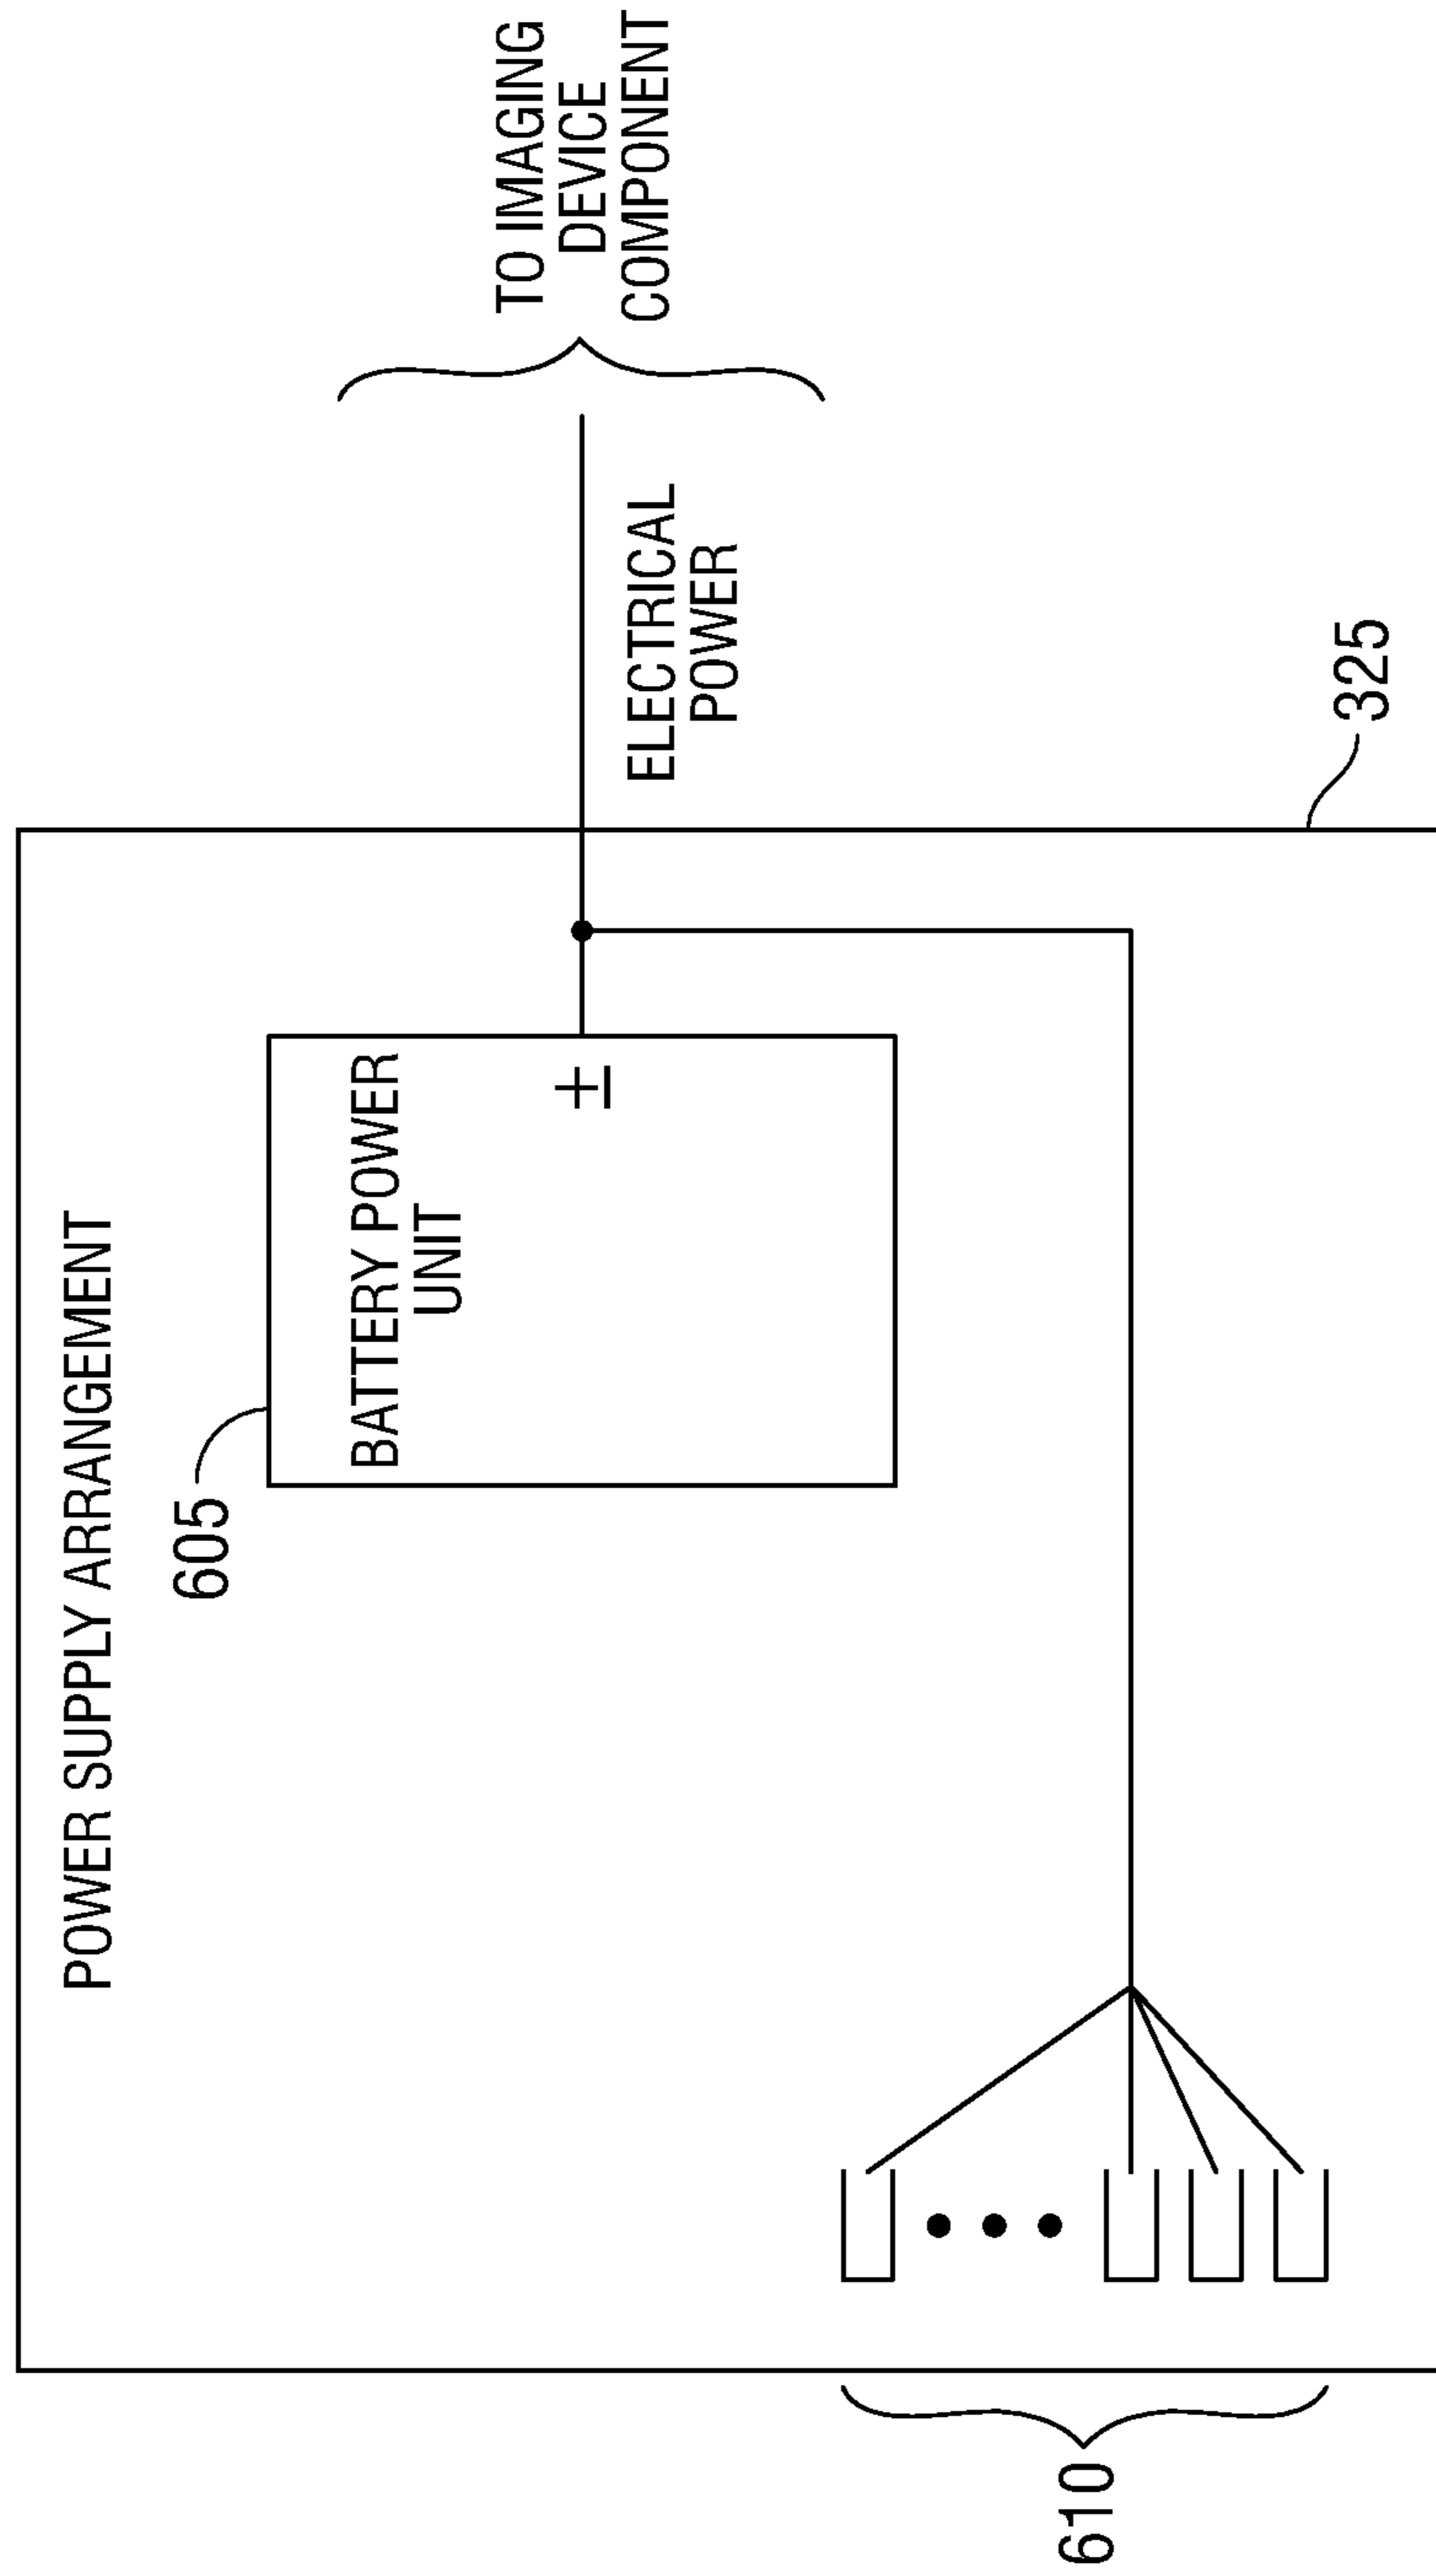 POWER SUPPLY ARRANGEMENT
605
BATTERY POWER
UNIT
±
TO IMAGING
DEVICE
COMPONENT
ELECTRICAL
POWER
610
325